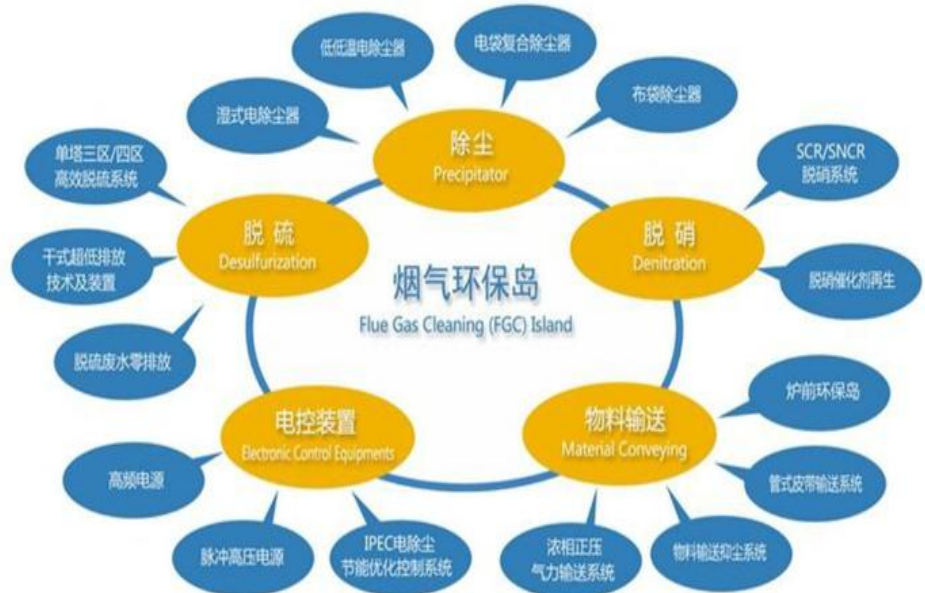 低低温电除尘器
电袋复合除尘器
湿式电除尘器
布袋除尘器
除尘
Precipitator
单塔三区/四区
高效脱硫系统
SCR/SNCR
脱硝系统
脱 硫
Desulfurization
脱 硝
Denitration
干式超低排放
技术及装置
脱硝催化剂再生
烟气环保岛
Flue Gas Cleaning (FGC) Island
脱硫废水零排放
炉前环保岛
电控装置
Electronic Control Equipments
物料输送
Material Conveying
高频电源
管式皮带输送系统
脉冲高压电源
IPEC电除尘
节能优化控制系统
浓相正压
气力输送系统
物料输送抑尘系统